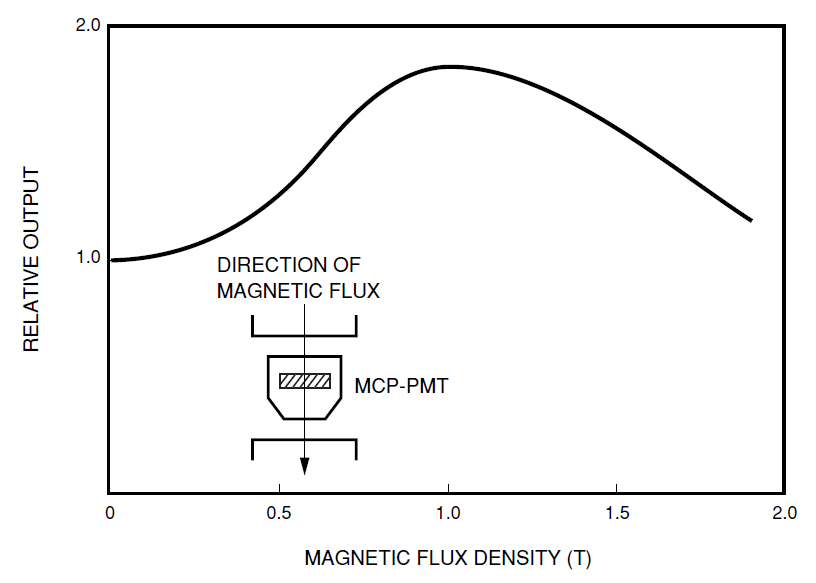 2.0
1.0
RELATIVE OUTPUT
DIRECTION OF
MAGNETIC FLUX
MCP-PMT
0 0.5 1.0 1.5 2.0
MAGNETIC FLUX DENSITY (T)